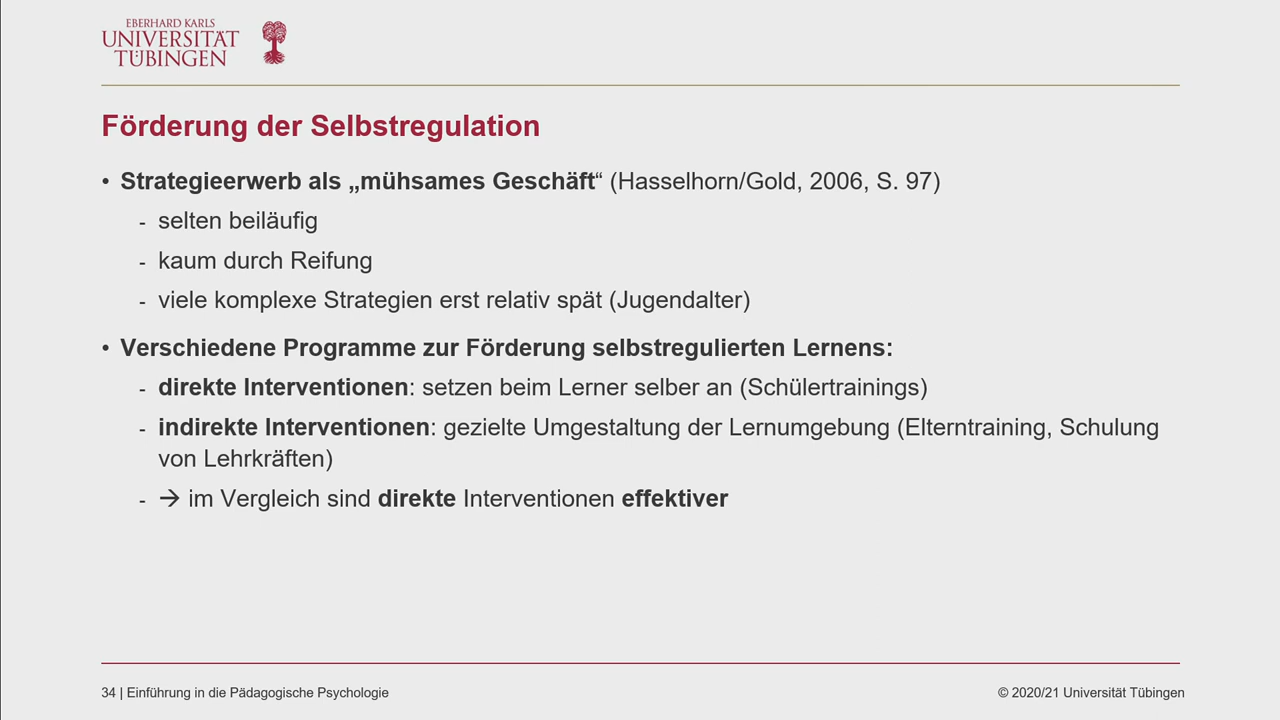 EBERHARD KARLS
UNIVERSITÄT
TÜBINGEN
Förderung der Selbstregulation
• Strategieerwerb als „mühsames Geschäft“ (Hasselhorn/Gold, 2006, S. 97)
- selten beiläufig
- kaum durch Reifung
- viele komplexe Strategien erst relativ spät (Jugendalter)
• Verschiedene Programme zur Förderung selbstregulierten Lernens:
- direkte Interventionen: setzen beim Lerner selber an (Schülertrainings)
- indirekte Interventionen: gezielte Umgestaltung der Lernumgebung (Elterntraining, Schulung
von Lehrkräften)
- → im Vergleich sind direkte Interventionen effektiver
34 | Einführung in die Pädagogische Psychologie
© 2020/21 Universität Tübingen